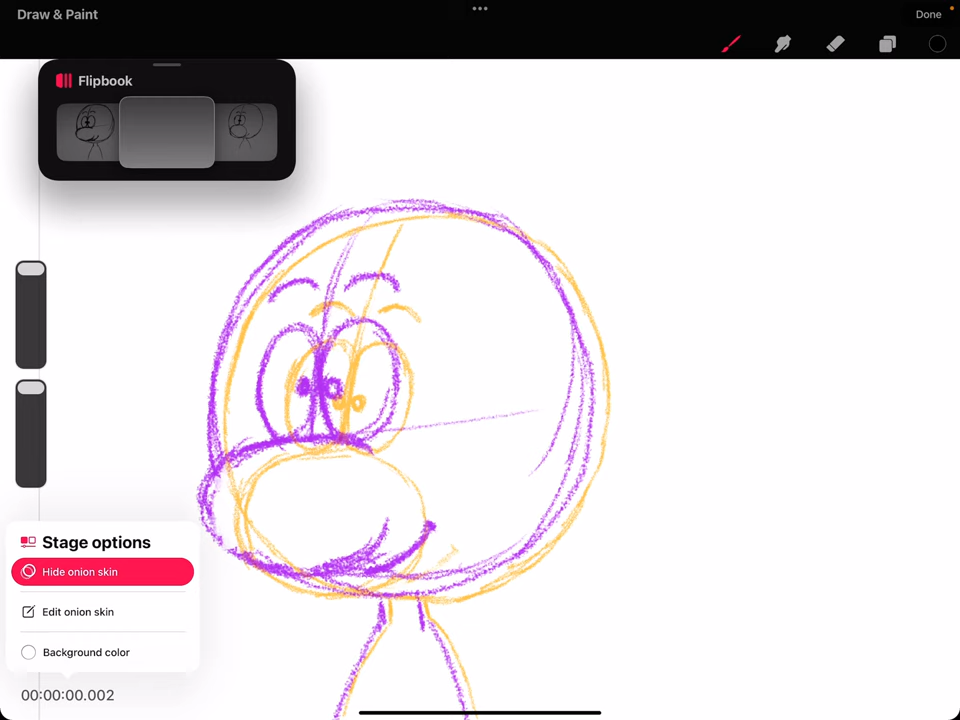 Draw & Paint
Done
Flipbook
Stage options
Hide onion skin
Edit onion skin
Background color
00:00:00.002